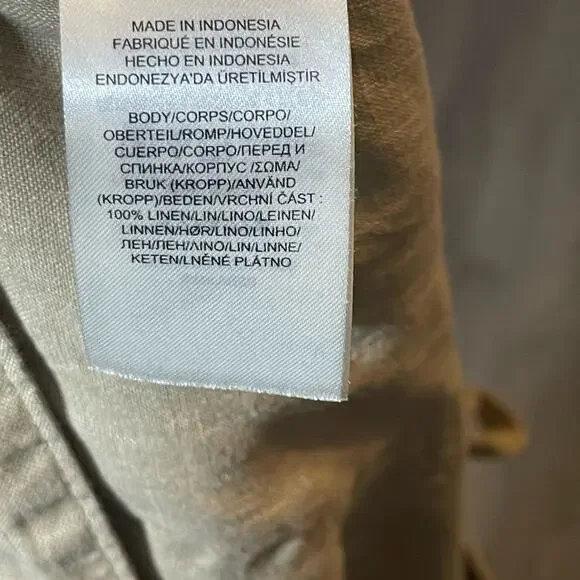 MADE IN INDONESIA
FABRIQUÉ EN INDONÉSIE
HECHO EN INDONESIA
ENDONEZYA'DA ÜRETİLMİŞTİR
BODY/CORPS/CORPO/
OBERTEIL/ROMP/HOVEDDEL/
CUERPO/CORPO/ПЕРЕД И
СПИНКА/КОРПУС /ΣΩΜΑ/
BRUK (KROPP)/ANVÄND
(KROPP)/BEDEN/VRCHNÍ ČÁST :
100% LINEN/LIN/LINO/LEINEN/
LINNEN/HØR/LINO/LINHO/
ЛЕН/ЛЕН/ΛΙΝΟ/LIN/LINNE/
KETEN/LNĚNÉ PLÁTNO